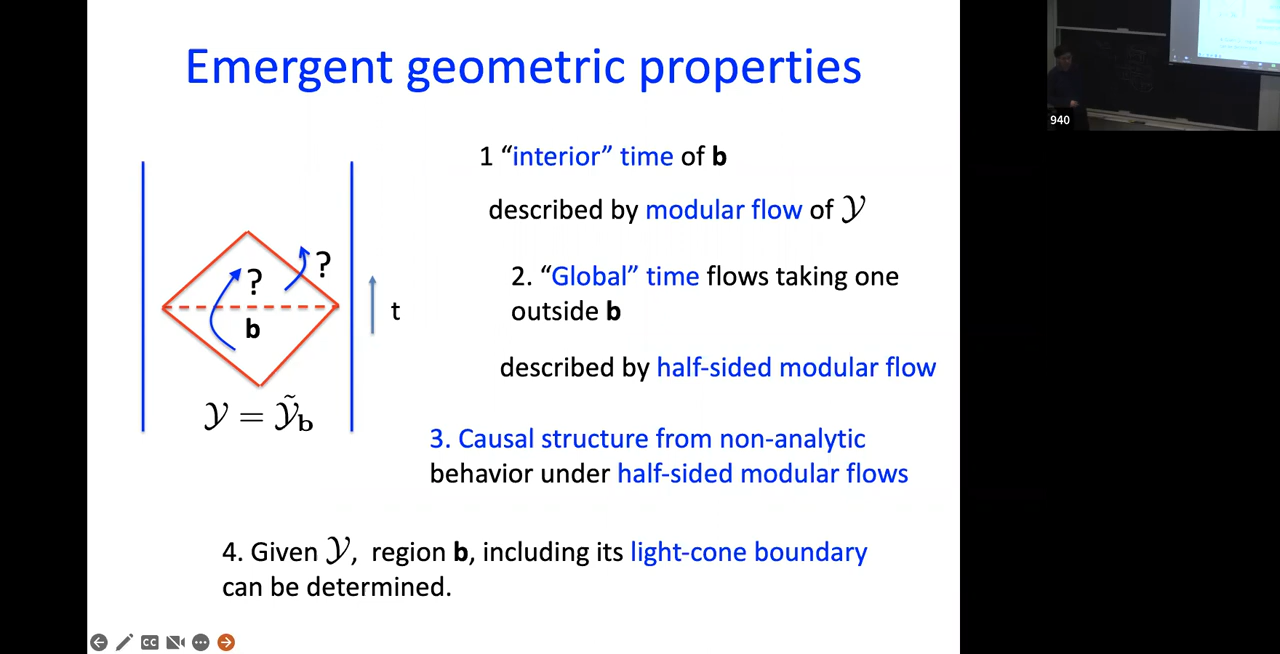 Emergent geometric properties
940
1 “interior” time of b
described by modular flow of 𝒴
2. “Global” time flows taking one
outside b
described by half-sided modular flow
?
?
b
t
𝒴 = 𝒴̃_b
3. Causal structure from non-analytic
behavior under half-sided modular flows
4. Given 𝒴, region b, including its light-cone boundary
can be determined.
CC